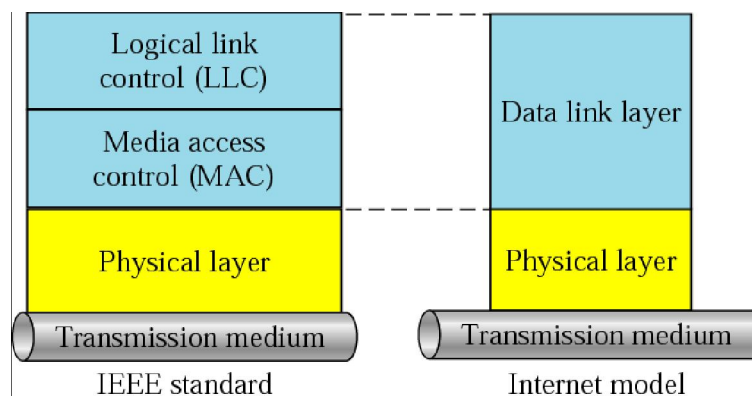 Logical link
control (LLC)
Media access
control (MAC)
Physical layer
Transmission medium
IEEE standard
Data link layer
Physical layer
Transmission medium
Internet model